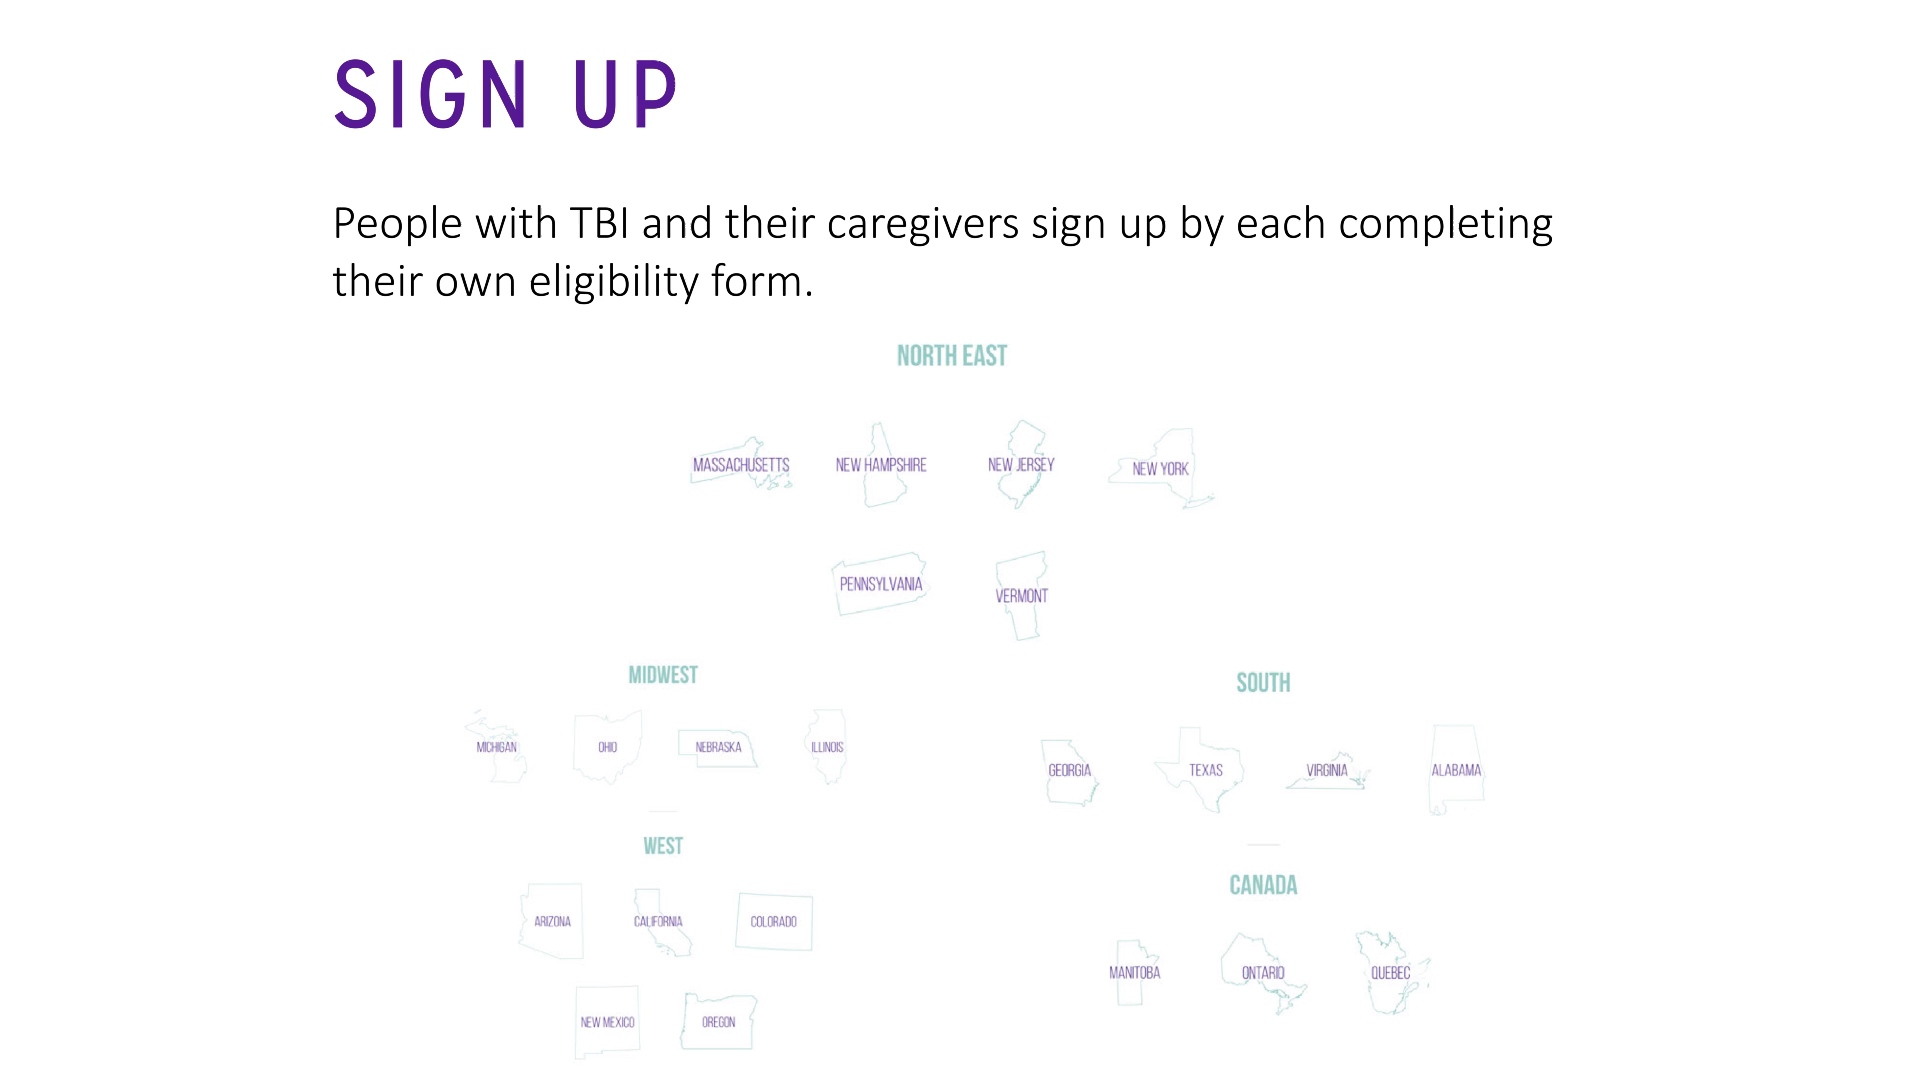 SIGN UP
People with TBI and their caregivers sign up by each completing
their own eligibility form.
NORTH EAST
MASSACHUSETTS NEW HAMPSHIRE NEW JERSEY NEW YORK
PENNSYLVANIA VERMONT
MIDWEST
MICHIGAN OHIO NEBRASKA ILLINOIS
WEST
ARIZONA CALIFORNIA COLORADO
NEW MEXICO OREGON
SOUTH
GEORGIA TEXAS VIRGINIA ALABAMA
CANADA
MANITOBA ONTARIO QUEBEC